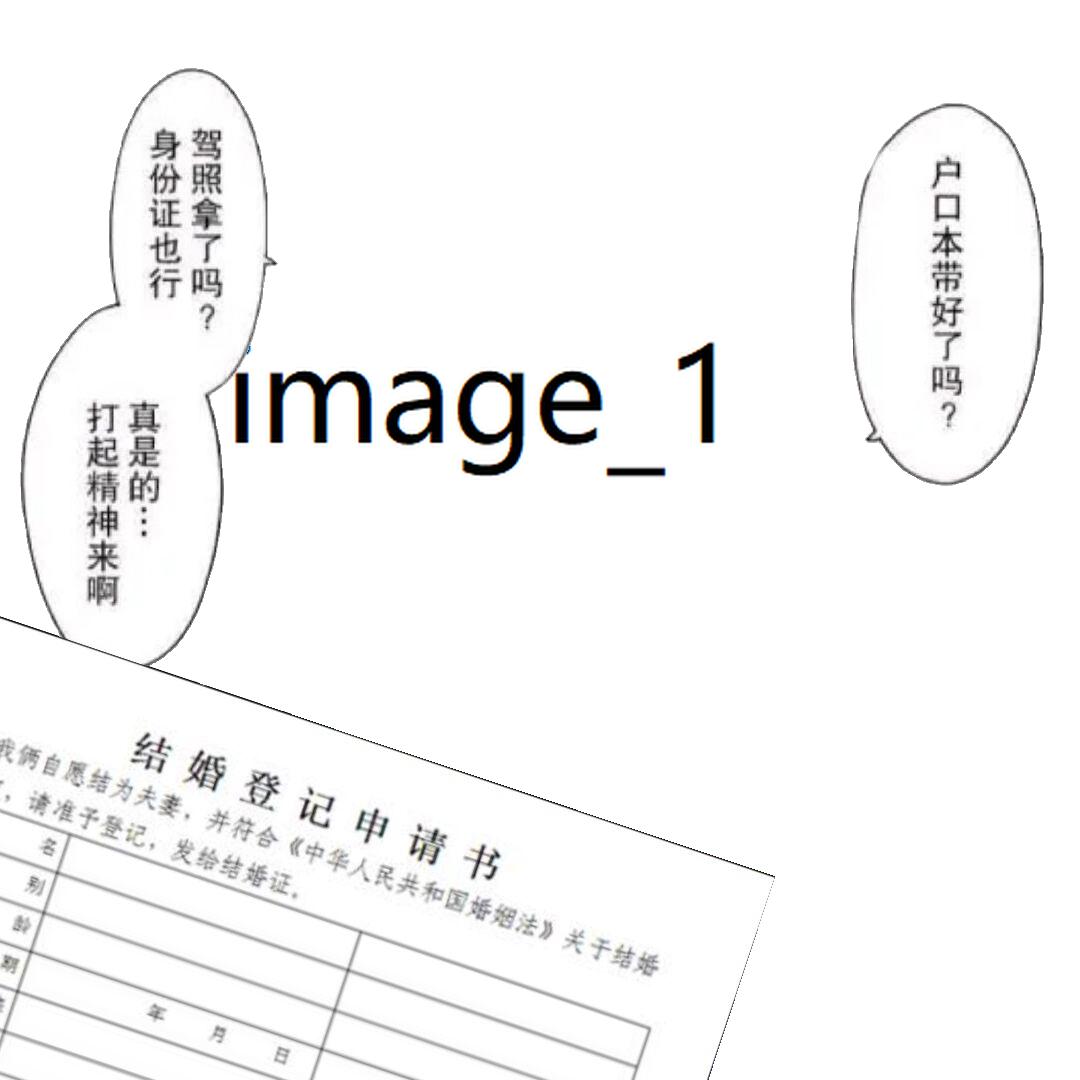 户口本带好了吗？
驾照拿了吗？
身份证也行
真是的…
打起精神来啊
image_1
结婚登记申请书
我俩自愿结为夫妻，并符合《中华人民共和国婚姻法》关于结婚
，请准予登记，发给结婚证。
名
别
龄
期
年 月 日